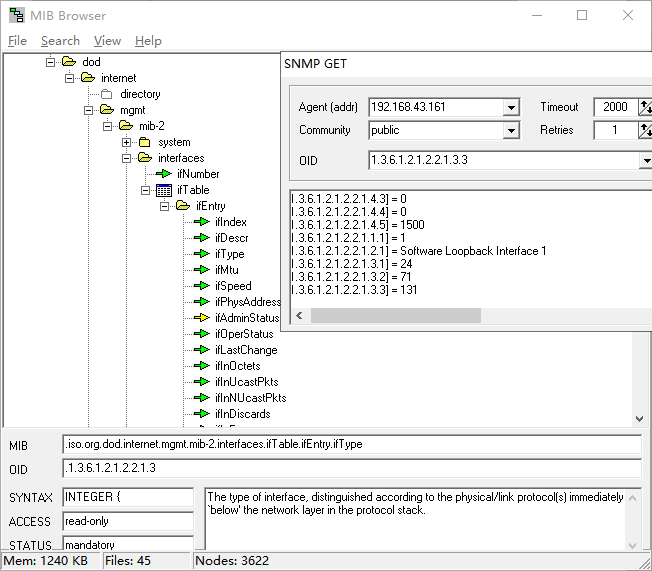 MIB Browser
File Search View Help
dod
internet
directory
mgmt
mib-2
system
interfaces
ifNumber
ifTable
ifEntry
ifIndex
ifDescr
ifType
ifMtu
ifSpeed
ifPhysAddress
ifAdminStatus
ifOperStatus
ifLastChange
ifInOctets
ifInUcastPkts
ifInNUcastPkts
ifInDiscards
SNMP GET
Agent (addr) 192.168.43.161 Timeout 2000
Community public Retries 1
OID 1.3.6.1.2.1.2.2.1.3.3
.3.6.1.2.1.2.2.1.4.3] = 0
.3.6.1.2.1.2.2.1.4.4] = 0
.3.6.1.2.1.2.2.1.4.5] = 1500
.3.6.1.2.1.2.2.1.1.1] = 1
.3.6.1.2.1.2.2.1.2.1] = Software Loopback Interface 1
.3.6.1.2.1.2.2.1.3.1] = 24
.3.6.1.2.1.2.2.1.3.2] = 71
.3.6.1.2.1.2.2.1.3.3] = 131
MIB .iso.org.dod.internet.mgmt.mib-2.interfaces.ifTable.ifEntry.ifType
OID .1.3.6.1.2.1.2.2.1.3
SYNTAX INTEGER {
ACCESS read-only
STATUS mandatory
The type of interface, distinguished according to the physical/link protocol(s) immediately
`below' the network layer in the protocol stack.
Mem: 1240 KB Files: 45 Nodes: 3622